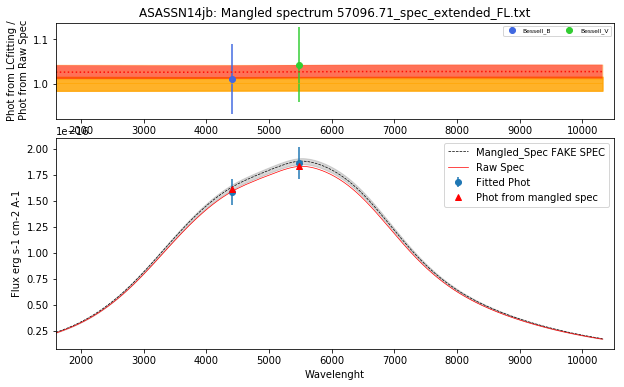 ASASSN14jb: Mangled spectrum 57096.71_spec_extended_FL.txt
Phot from LCfitting /
Phot from Raw Spec
1.1
1.0
Bessell_B
Bessell_V
2000 3000 4000 5000 6000 7000 8000 9000 10000
1e−16
Flux erg s-1 cm-2 A-1
2.00
1.75
1.50
1.25
1.00
0.75
0.50
0.25
Mangled_Spec FAKE SPEC
Raw Spec
Fitted Phot
Phot from mangled spec
2000 3000 4000 5000 6000 7000 8000 9000 10000
Wavelenght